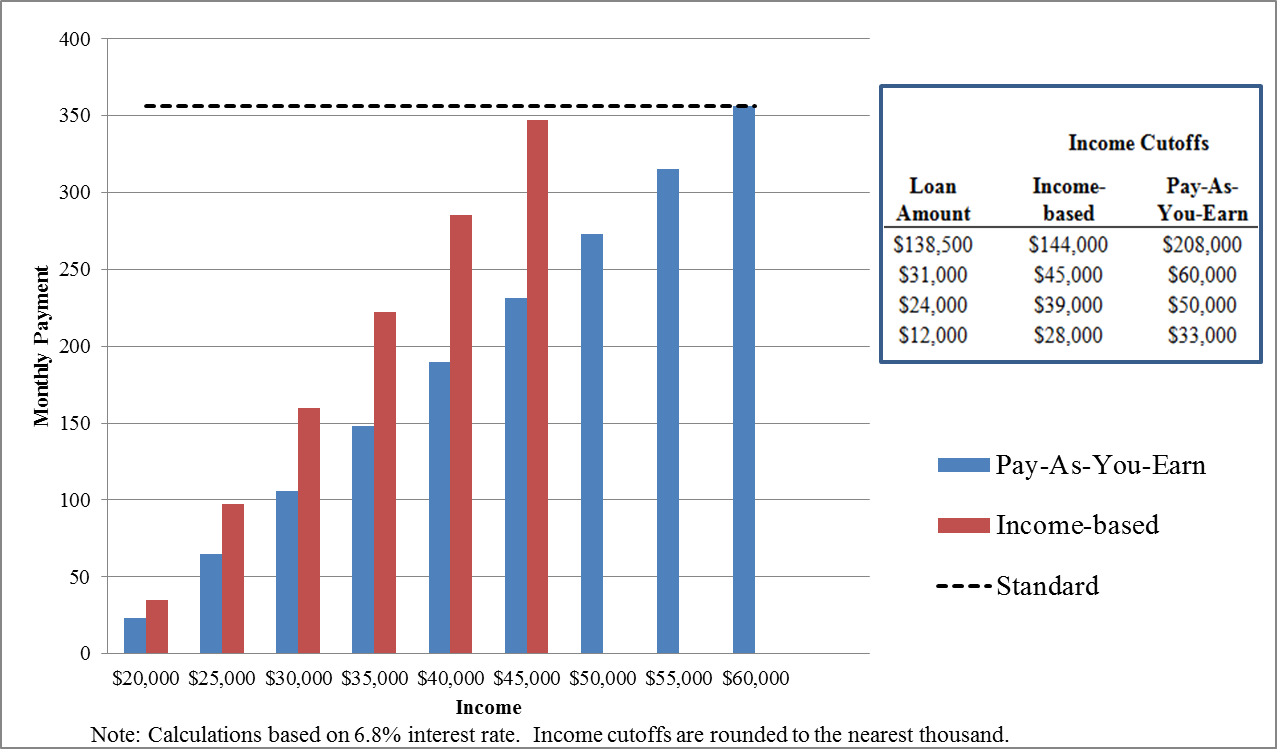 400
350
300
250
200
150
100
50
0
Monthly Payment
$20,000 $25,000 $30,000 $35,000 $40,000 $45,000 $50,000 $55,000 $60,000
Income
Income Cutoffs
Loan Income- Pay-As-
Amount based You-Earn
$138,500 $144,000 $208,000
$31,000 $45,000 $60,000
$24,000 $39,000 $50,000
$12,000 $28,000 $33,000
Pay-As-You-Earn
Income-based
Standard
Note: Calculations based on 6.8% interest rate. Income cutoffs are rounded to the nearest thousand.